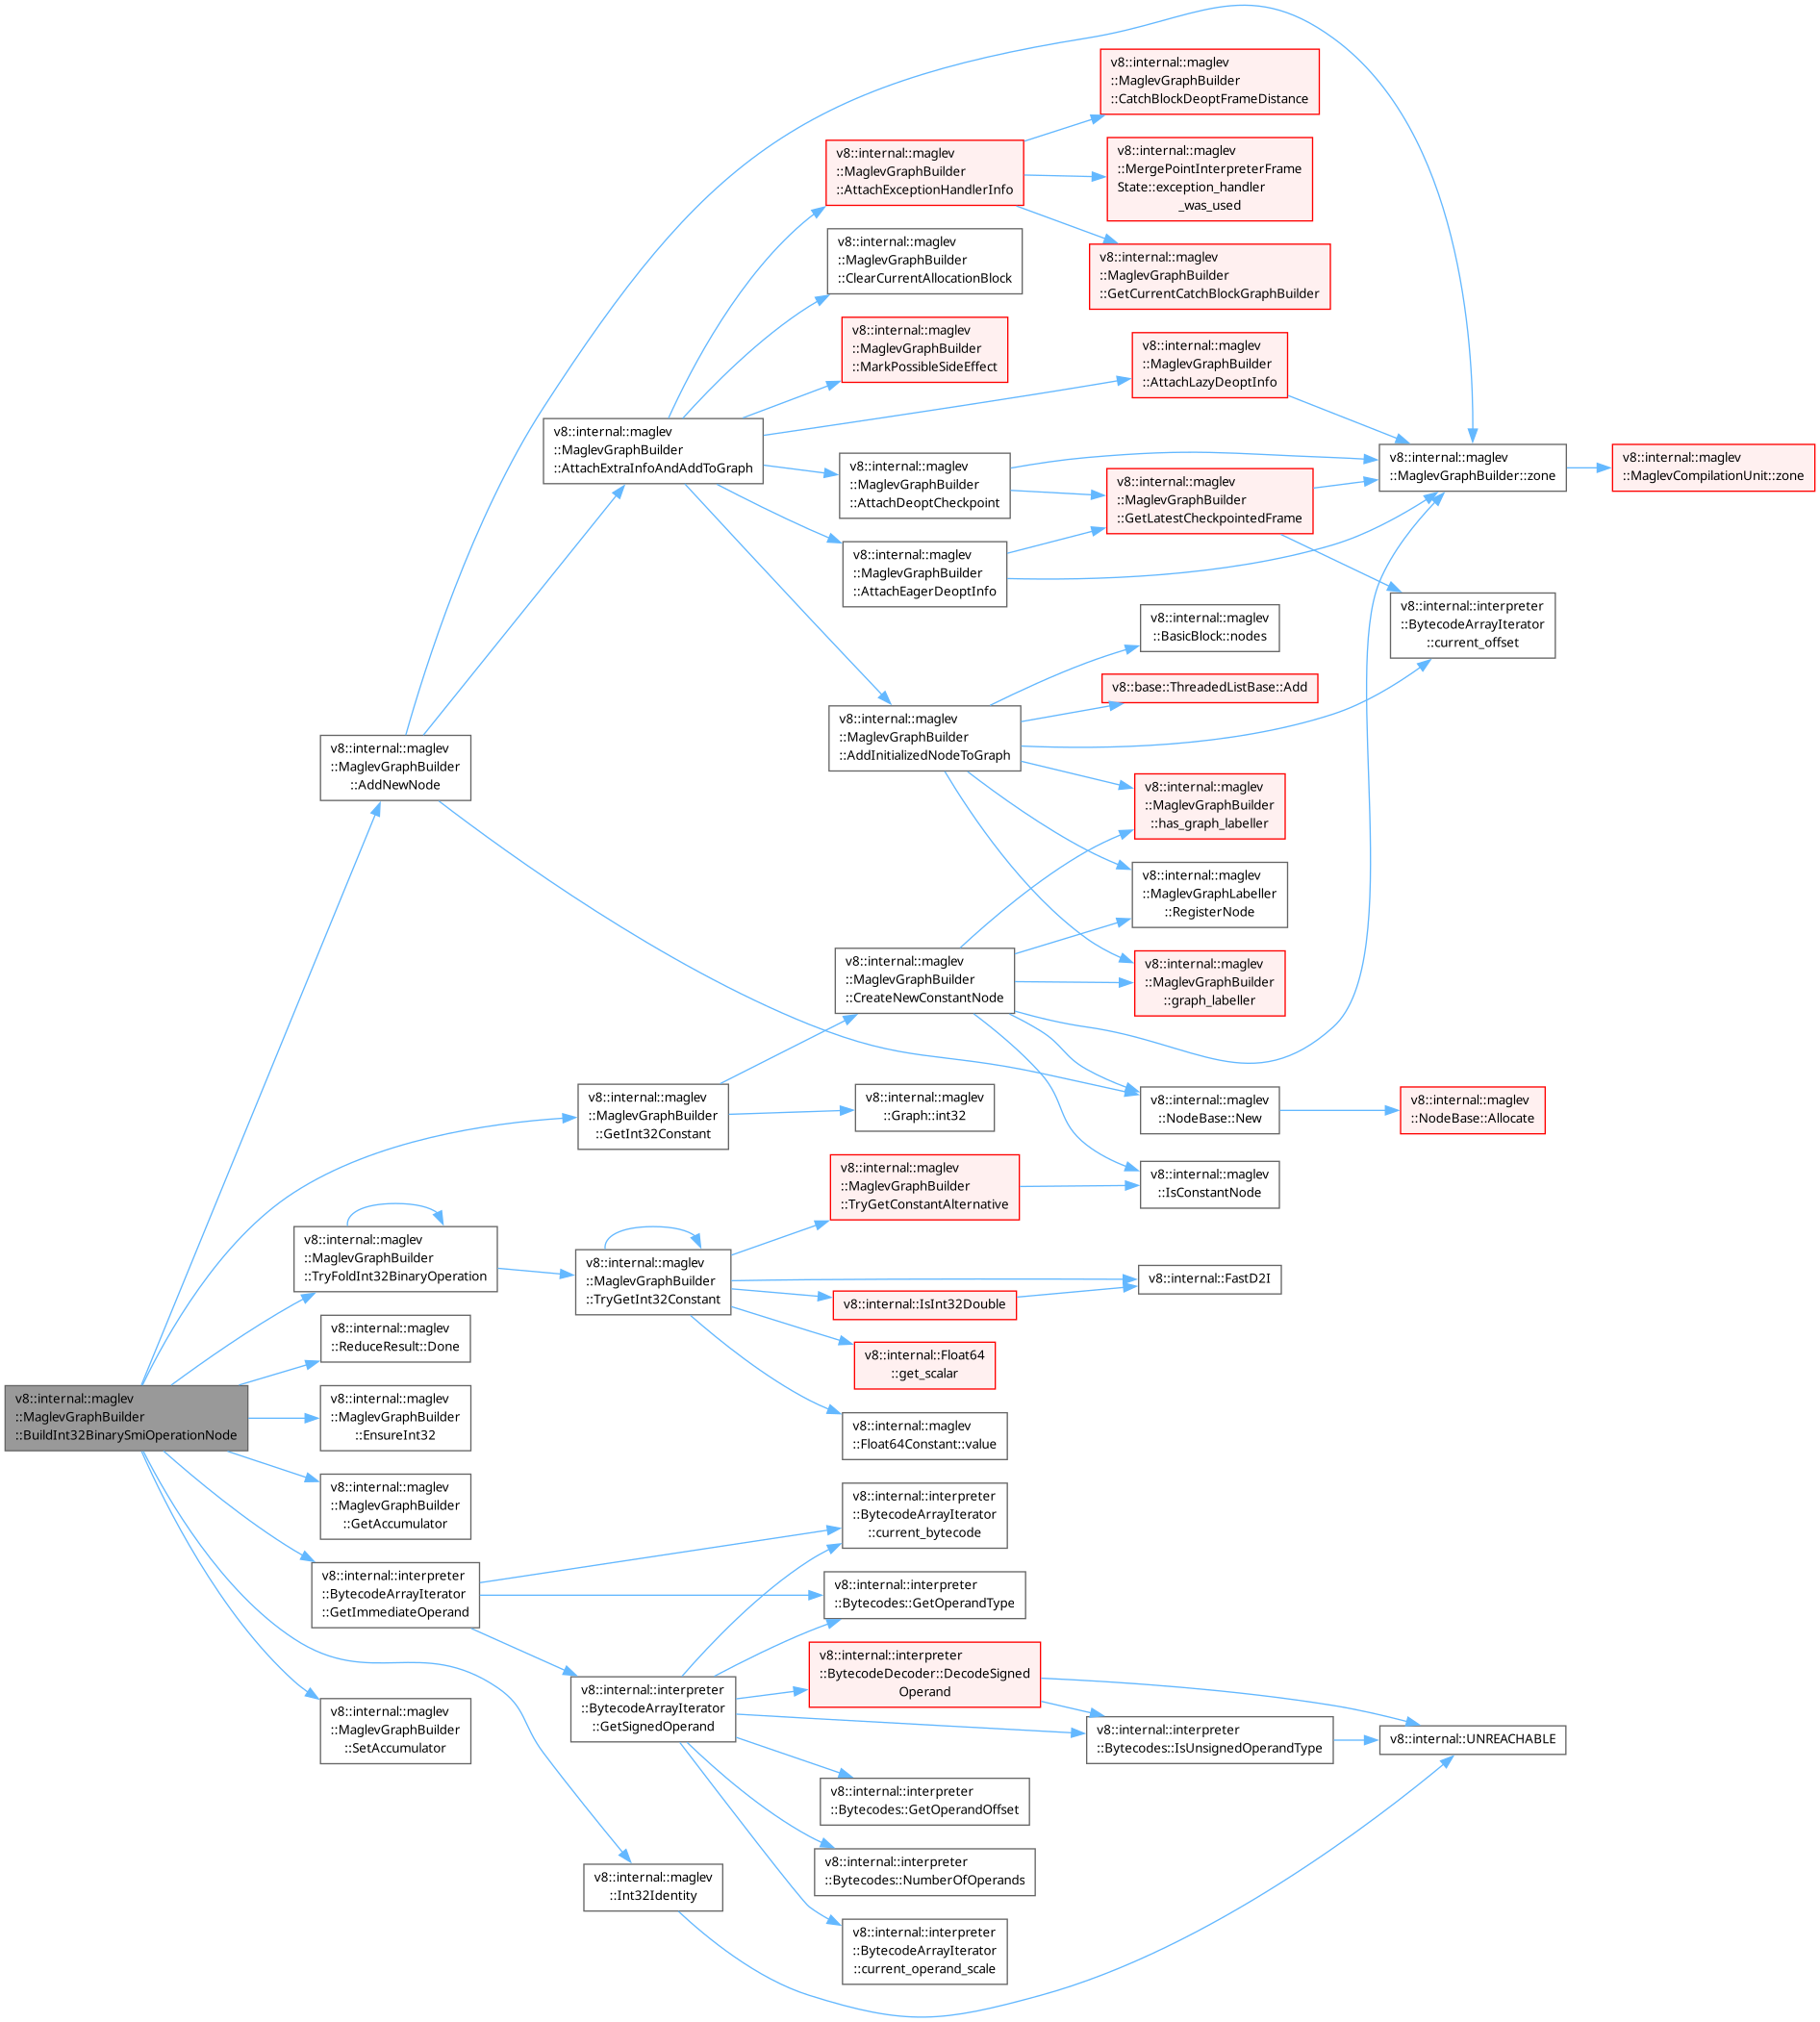 v8::internal::maglev
::MaglevGraphBuilder
::CatchBlockDeoptFrameDistance
v8::internal::maglev
::MaglevGraphBuilder
::AttachExceptionHandlerInfo
v8::internal::maglev
::MergePointInterpreterFrame
State::exception_handler
_was_used
v8::internal::maglev
::MaglevGraphBuilder
::ClearCurrentAllocationBlock
v8::internal::maglev
::MaglevGraphBuilder
::GetCurrentCatchBlockGraphBuilder
v8::internal::maglev
::MaglevGraphBuilder
::MarkPossibleSideEffect
v8::internal::maglev
::MaglevGraphBuilder
::AttachLazyDeoptInfo
v8::internal::maglev
::MaglevGraphBuilder
::AttachExtraInfoAndAddToGraph
v8::internal::maglev
::MaglevGraphBuilder
::AttachDeoptCheckpoint
v8::internal::maglev
::MaglevGraphBuilder
::GetLatestCheckpointedFrame
v8::internal::maglev
::MaglevGraphBuilder::zone
v8::internal::maglev
::MaglevCompilationUnit::zone
v8::internal::maglev
::MaglevGraphBuilder
::AttachEagerDeoptInfo
v8::internal::maglev
::BasicBlock::nodes
v8::internal::interpreter
::BytecodeArrayIterator
::current_offset
v8::base::ThreadedListBase::Add
v8::internal::maglev
::MaglevGraphBuilder
::AddInitializedNodeToGraph
v8::internal::maglev
::MaglevGraphBuilder
::AddNewNode
v8::internal::maglev
::MaglevGraphBuilder
::has_graph_labeller
v8::internal::maglev
::MaglevGraphLabeller
::RegisterNode
v8::internal::maglev
::MaglevGraphBuilder
::CreateNewConstantNode
v8::internal::maglev
::MaglevGraphBuilder
::graph_labeller
v8::internal::maglev
::MaglevGraphBuilder
::GetInt32Constant
v8::internal::maglev
::Graph::int32
v8::internal::maglev
::NodeBase::New
v8::internal::maglev
::NodeBase::Allocate
v8::internal::maglev
::MaglevGraphBuilder
::TryGetConstantAlternative
v8::internal::maglev
::IsConstantNode
v8::internal::maglev
::MaglevGraphBuilder
::TryFoldInt32BinaryOperation
v8::internal::maglev
::MaglevGraphBuilder
::TryGetInt32Constant
v8::internal::FastD2I
v8::internal::IsInt32Double
v8::internal::maglev
::ReduceResult::Done
v8::internal::Float64
::get_scalar
v8::internal::maglev
::MaglevGraphBuilder
::BuildInt32BinarySmiOperationNode
v8::internal::maglev
::MaglevGraphBuilder
::EnsureInt32
v8::internal::maglev
::Float64Constant::value
v8::internal::maglev
::MaglevGraphBuilder
::GetAccumulator
v8::internal::interpreter
::BytecodeArrayIterator
::current_bytecode
v8::internal::interpreter
::BytecodeArrayIterator
::GetImmediateOperand
v8::internal::interpreter
::Bytecodes::GetOperandType
v8::internal::interpreter
::BytecodeDecoder::DecodeSigned
Operand
v8::internal::interpreter
::BytecodeArrayIterator
::GetSignedOperand
v8::internal::maglev
::MaglevGraphBuilder
::SetAccumulator
v8::internal::interpreter
::Bytecodes::IsUnsignedOperandType
v8::internal::UNREACHABLE
v8::internal::interpreter
::Bytecodes::GetOperandOffset
v8::internal::interpreter
::Bytecodes::NumberOfOperands
v8::internal::maglev
::Int32Identity
v8::internal::interpreter
::BytecodeArrayIterator
::current_operand_scale